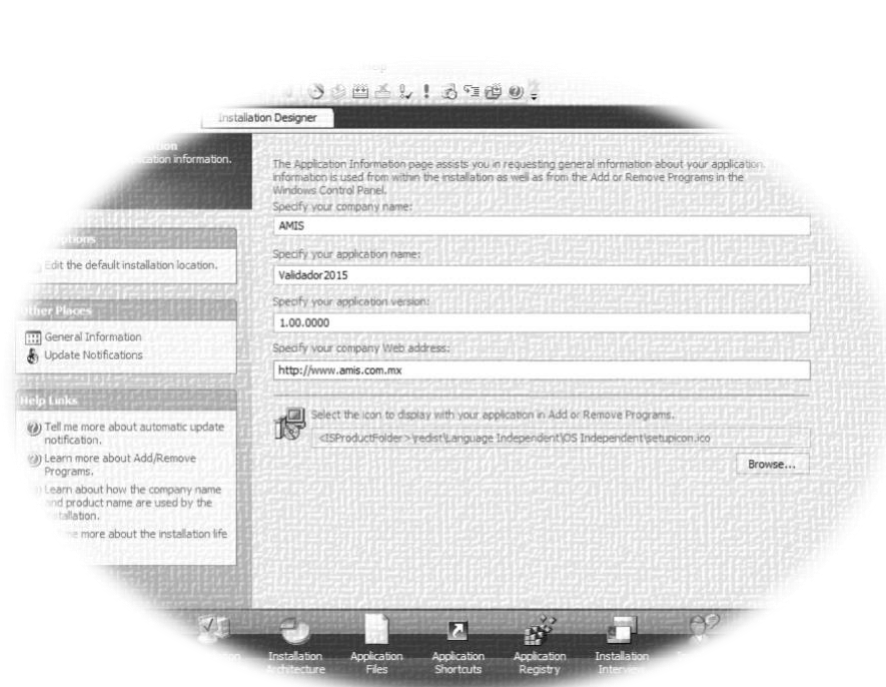 Installation Designer
cation information.
The Application Information page assists you in requesting general information about your application.
information is used from within the installation as well as from the Add or Remove Programs in the
Windows Control Panel.
Specify your company name:
AMIS
Specify your application name:
Validador2015
Specify your application version:
1.00.0000
Specify your company Web address:
http://www.amis.com.mx
Select the icon to display with your application in Add or Remove Programs.
<ISProductFolder>\redist\Language Independent\OS Independent\setupicon.ico
Browse...
Edit the default installation location.
Other Places
General Information
Update Notifications
Help Links
Tell me more about automatic update
notification.
Learn more about Add/Remove
Programs.
Learn about how the company name
and product name are used by the
installation.
me more about the installation life
Installation
Architecture
Application
Files
Application
Shortcuts
Application
Registry
Installation
Interview